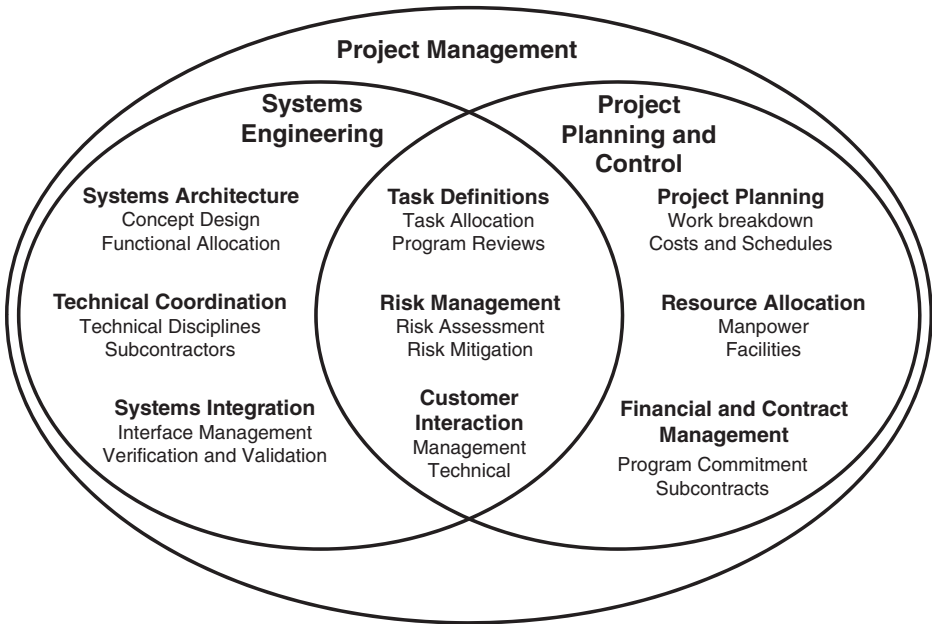 Project Management
Systems
Engineering
Project
Planning and
Control
Systems Architecture
Concept Design
Functional Allocation
Task Definitions
Task Allocation
Program Reviews
Project Planning
Work breakdown
Costs and Schedules
Technical Coordination
Technical Disciplines
Subcontractors
Risk Management
Risk Assessment
Risk Mitigation
Resource Allocation
Manpower
Facilities
Systems Integration
Interface Management
Verification and Validation
Customer
Interaction
Management
Technical
Financial and Contract
Management
Program Commitment
Subcontracts